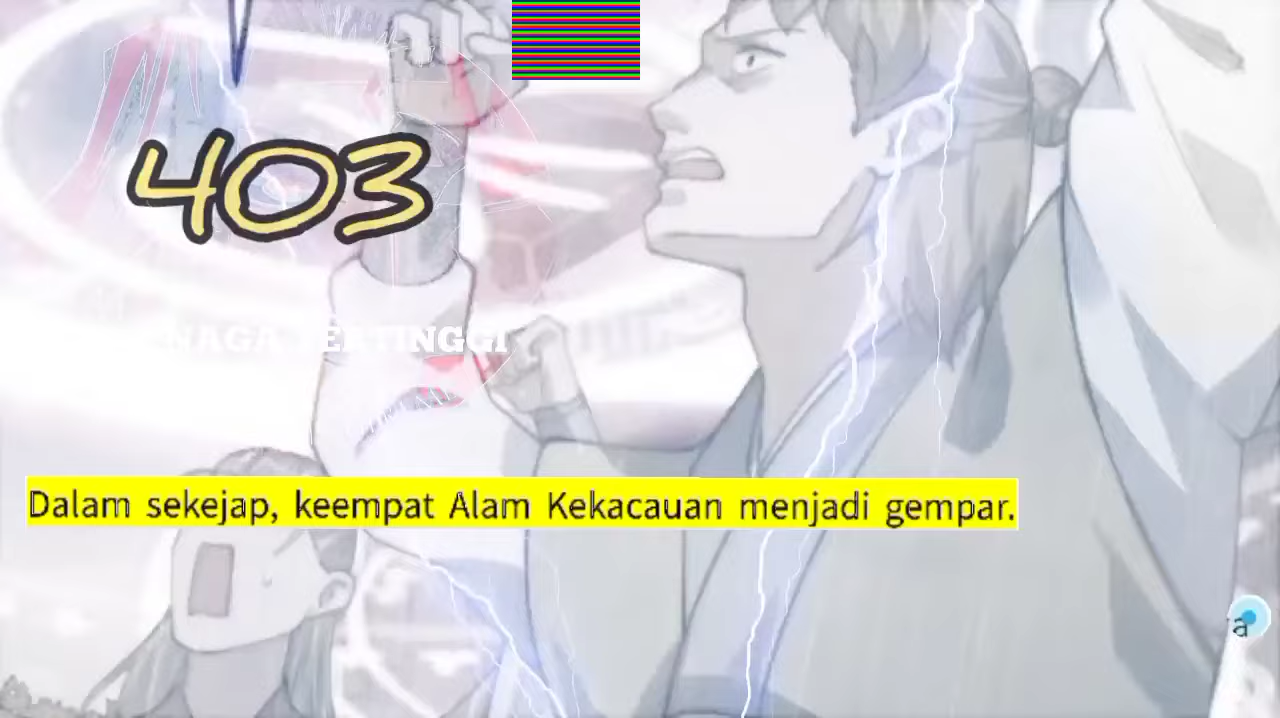 403
NAGA TERTINGGI
Dalam sekejap, keempat Alam Kekacauan menjadi gempar.
a